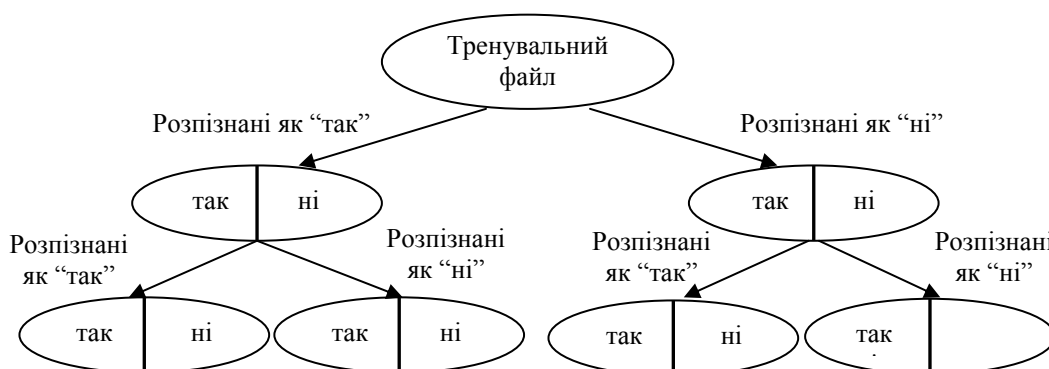 Тренувальний
файл
Розпізнані як “так”
Розпізнані як “ні”
так ні
так ні
Розпізнані
як “так”
Розпізнані
як “ні”
Розпізнані
як “так”
Розпізнані
як “ні”
так ні
так ні
так ні
так